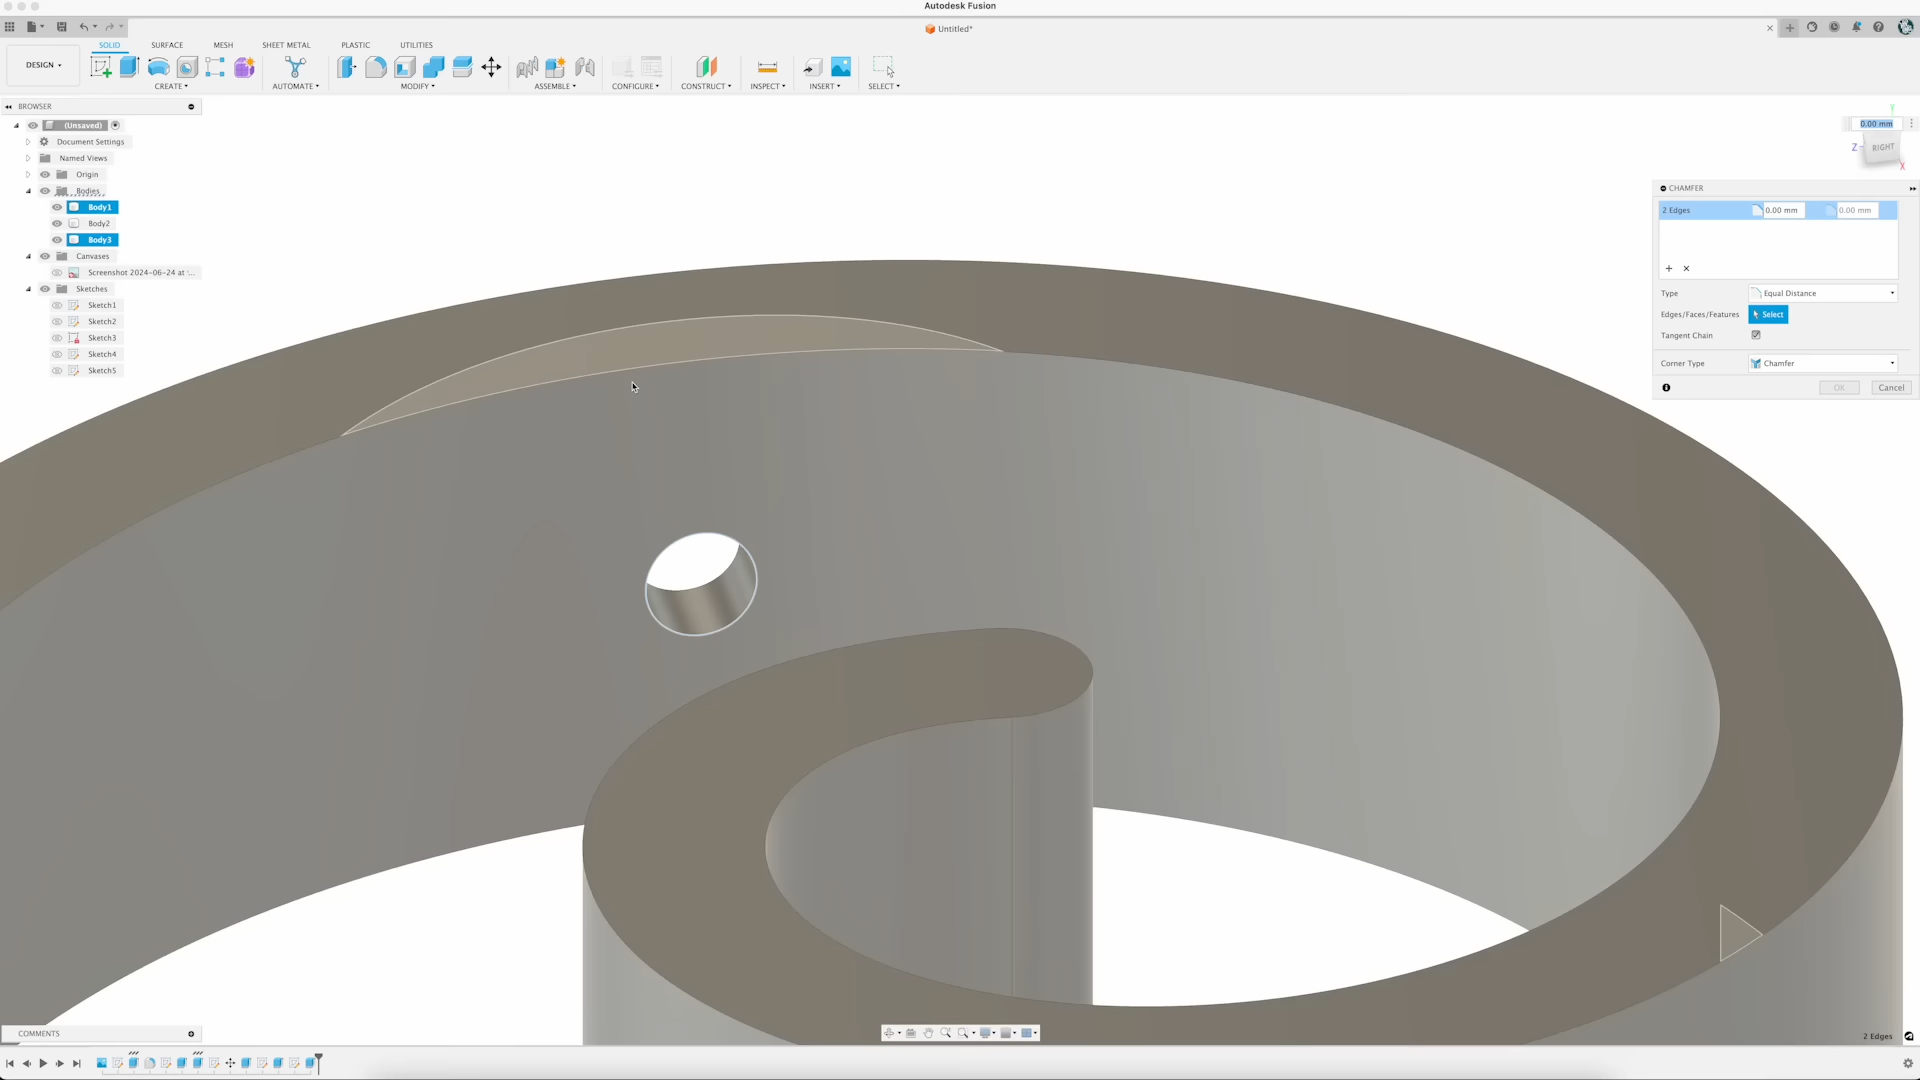 Autodesk Fusion
Untitled*
DESIGN
SOLID
SURFACE
MESH
SHEET METAL
PLASTIC
UTILITIES
CREATE
AUTOMATE
MODIFY
ASSEMBLE
CONFIGURE
CONSTRUCT
INSPECT
INSERT
SELECT
BROWSER
(Unsaved)
Document Settings
Named Views
Origin
Bodies
Body1
Body2
Body3
Canvases
Screenshot 2024-06-24 at :...
Sketches
Sketch1
Sketch2
Sketch3
Sketch4
Sketch5
Y
0.00 mm
Z
RIGHT
X
CHAMFER
2 Edges 0.00 mm 0.00 mm
Type Equal Distance
Edges/Faces/Features Select
Tangent Chain
Corner Type Chamfer
OK Cancel
COMMENTS
2 Edges